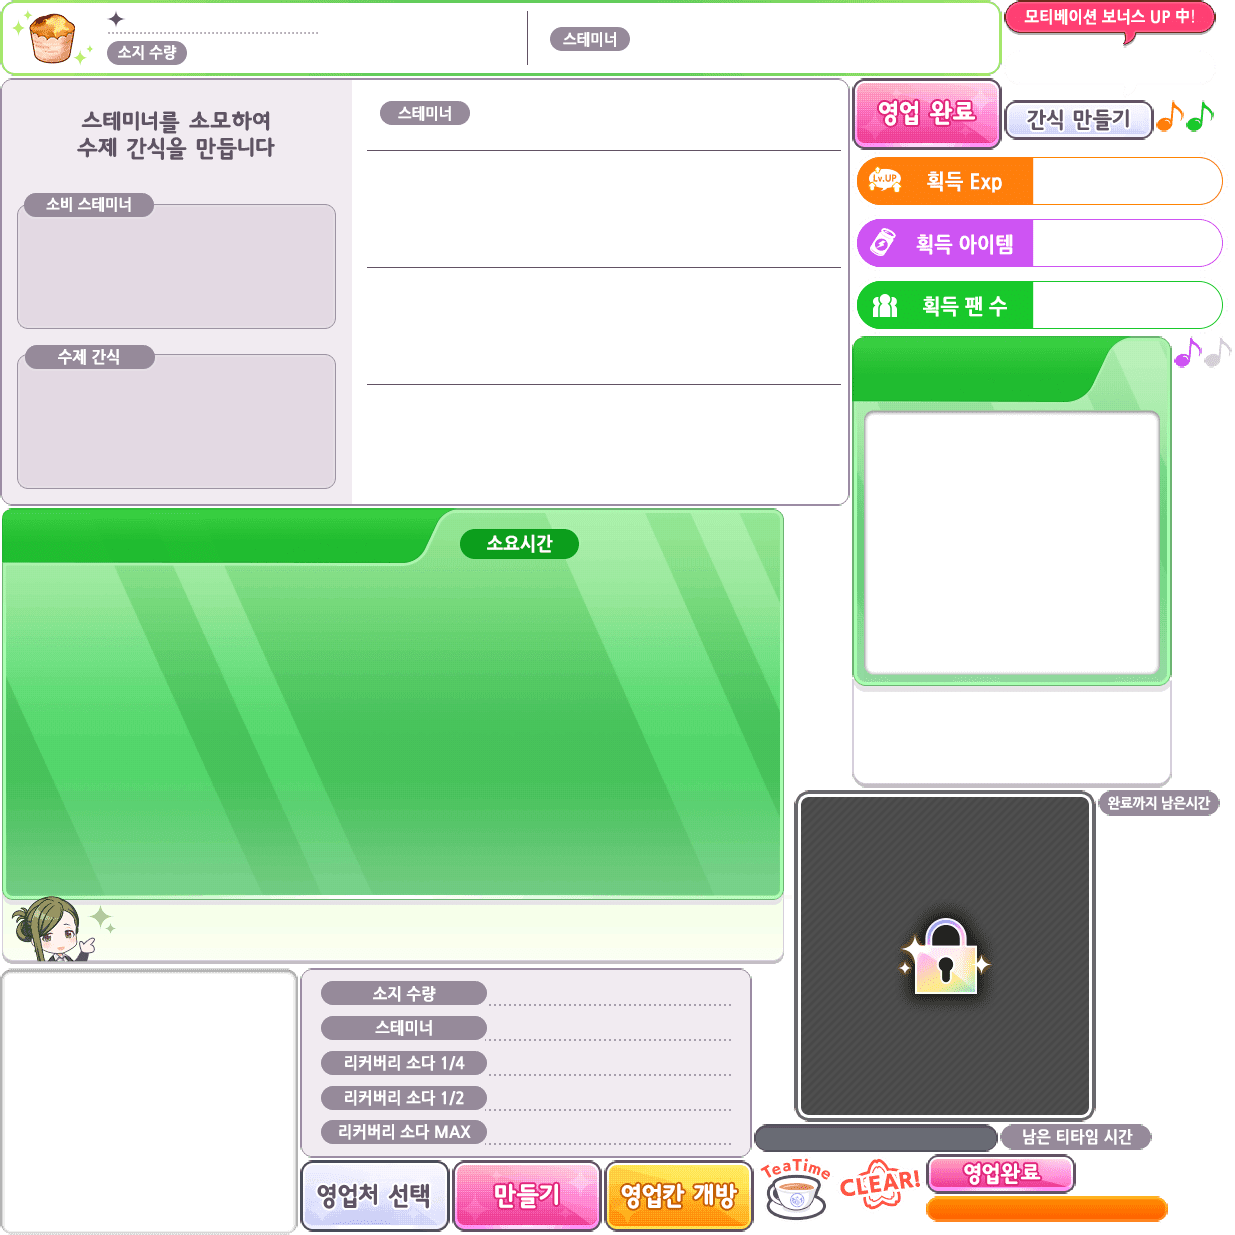 모티베이션 보너스 UP 中!
소지 수량
스테미너
스테미너를 소모하여
수제 간식을 만듭니다
스테미너
영업 완료
간식 만들기
소비 스테미너
Lv.UP
획득 Exp
획득 아이템
획득 팬 수
수제 간식
소요시간
완료까지 남은시간
소지 수량
스테미너
리커버리 소다 1/4
리커버리 소다 1/2
리커버리 소다 MAX
남은 티타임 시간
영업처 선택
만들기
영업칸 개방
TeaTime
CLEAR!
영업완료